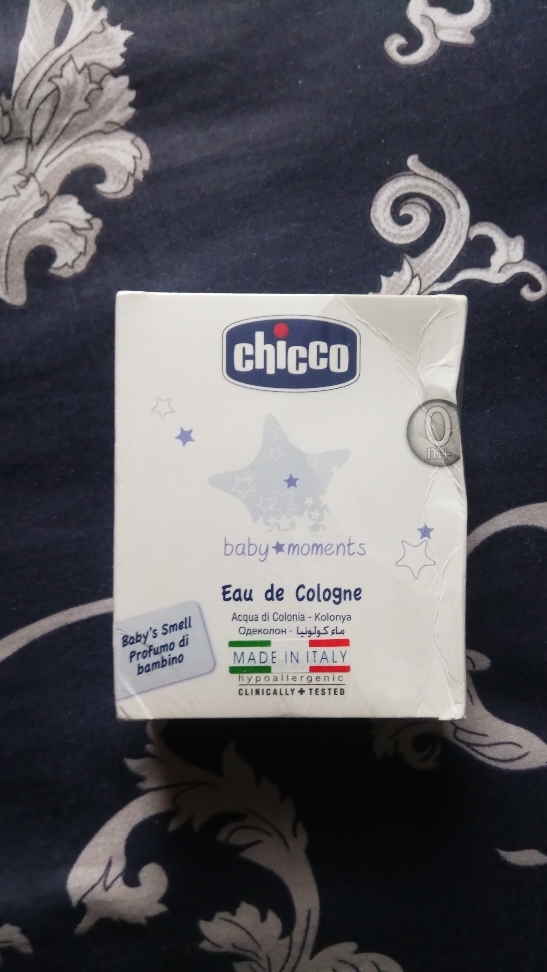 chicco
0
m+
baby moments
Eau de Cologne
Acqua di Colonia - Kolonya
Одеколон - ماء كولونيا
Baby's Smell
Profumo di
bambino
MADE IN ITALY
hypoallergenic
CLINICALLY + TESTED